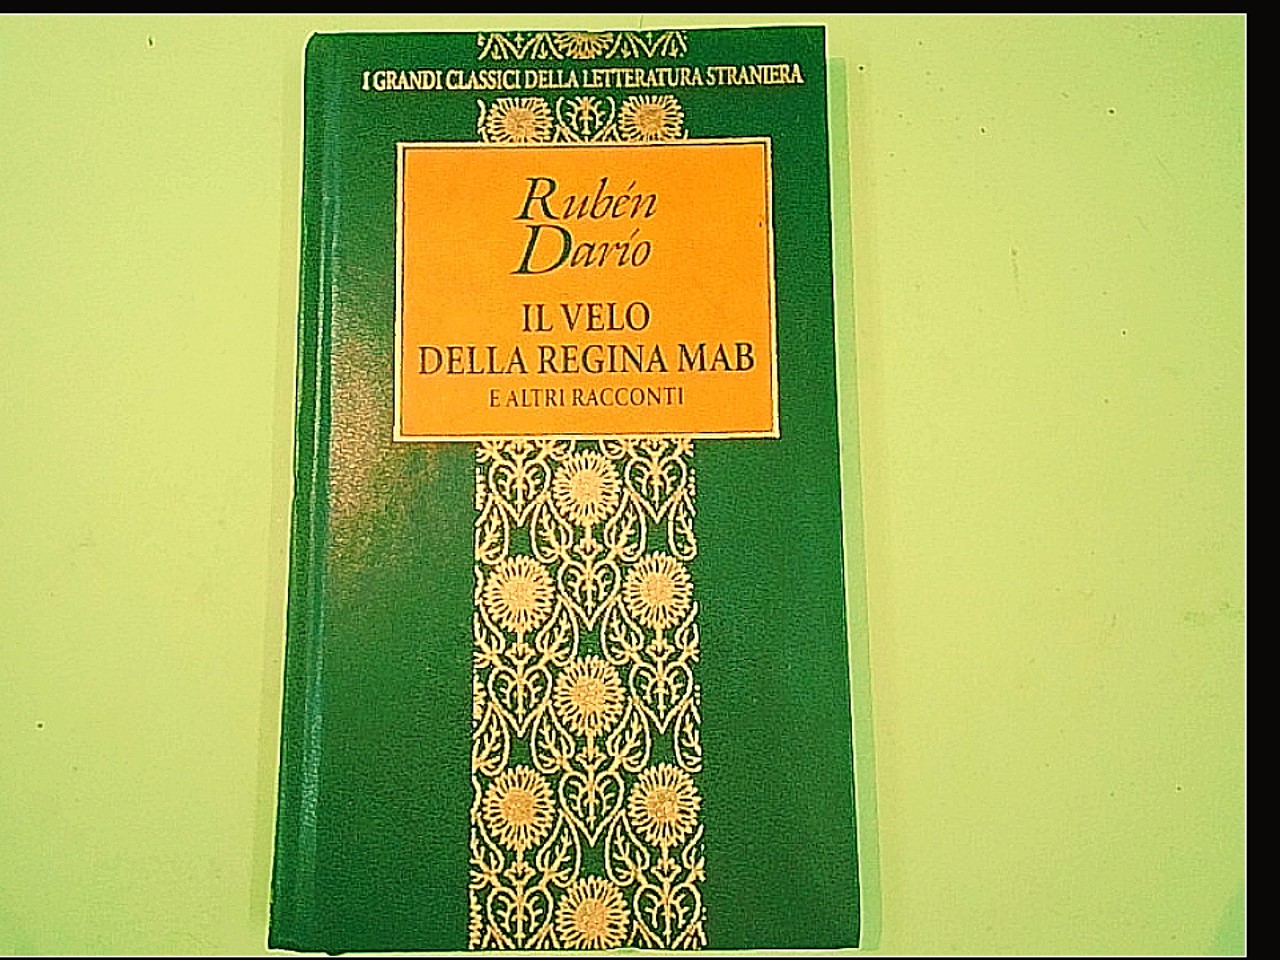 I GRANDI CLASSICI DELLA LETTERATURA STRANIERA
Rubén
Darío
IL VELO
DELLA REGINA MAB
E ALTRI RACCONTI